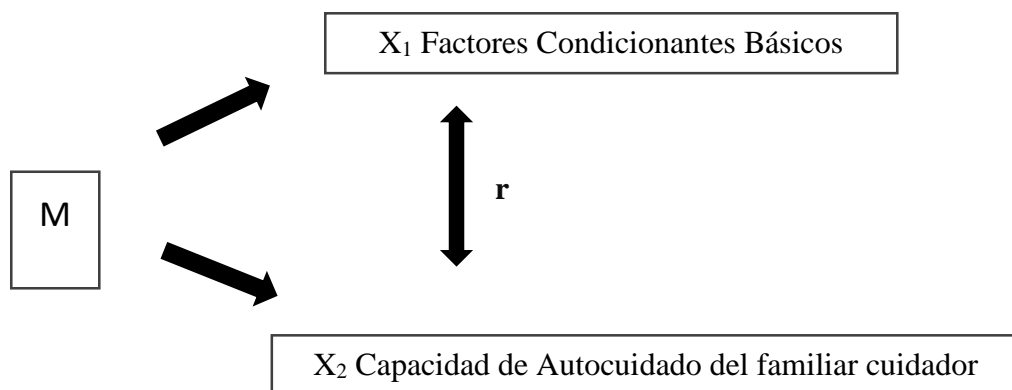 X₁ Factores Condicionantes Básicos
M
r
X₂ Capacidad de Autocuidado del familiar cuidador